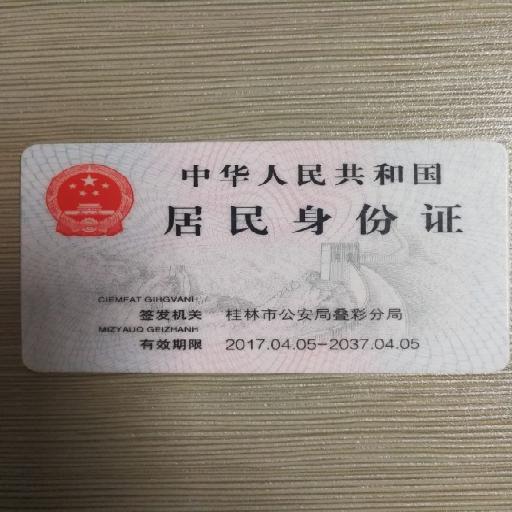 中华人民共和国
居民身份证
CIEMFAT GIHGVANH
签发机关 桂林市公安局叠彩分局
MIZYAUQ GEIZHANH
有效期限 2017.04.05-2037.04.05